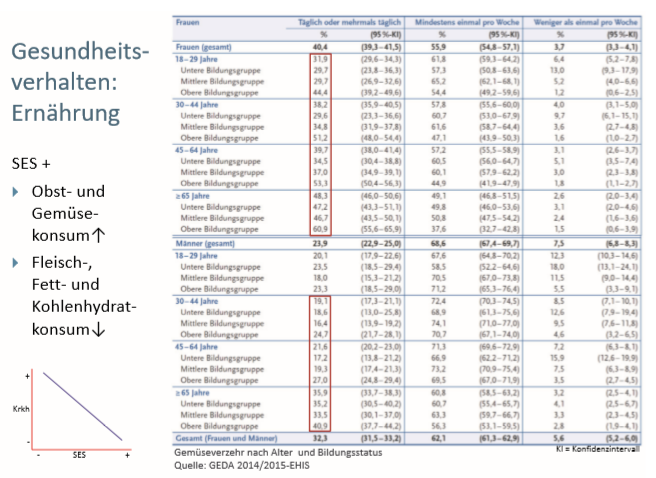 Gesundheits-
verhalten:
Ernährung
SES +
Obst- und
Gemüse-
konsum↑
Fleisch-,
Fett- und
Kohlenhydrat-
konsum↓
+
Krkh
-
- SES +
Frauen Täglich oder mehrmals täglich Mindestens einmal pro Woche Weniger als einmal pro Woche
% (95 %-KI) % (95 %-KI) % (95 %-KI)
Frauen (gesamt) 40,4 (39,3–41,5) 55,9 (54,8–57,1) 3,7 (3,3–4,1)
18–29 Jahre 31,9 (29,6–34,3) 61,8 (59,3–64,2) 6,4 (5,2–7,8)
Untere Bildungsgruppe 29,7 (23,8–36,3) 57,3 (50,8–63,6) 13,0 (9,3–17,9)
Mittlere Bildungsgruppe 29,7 (26,9–32,6) 65,2 (62,1–68,1) 5,2 (4,0–6,6)
Obere Bildungsgruppe 44,4 (39,2–49,6) 54,4 (49,2–59,6) 1,2 (0,6–2,5)
30–44 Jahre 38,2 (35,9–40,5) 57,8 (55,6–60,0) 4,0 (3,1–5,0)
Untere Bildungsgruppe 29,6 (23,3–36,6) 60,7 (53,0–67,9) 9,7 (6,1–15,1)
Mittlere Bildungsgruppe 34,8 (31,9–37,8) 61,6 (58,7–64,4) 3,6 (2,7–4,8)
Obere Bildungsgruppe 51,2 (48,0–54,4) 47,1 (43,9–50,3) 1,6 (1,0–2,7)
45–64 Jahre 39,7 (38,0–41,4) 57,2 (55,5–58,9) 3,1 (2,6–3,7)
Untere Bildungsgruppe 34,5 (30,4–38,8) 60,5 (56,0–64,7) 5,1 (3,5–7,4)
Mittlere Bildungsgruppe 37,0 (34,9–39,1) 60,1 (57,9–62,2) 3,0 (2,3–3,8)
Obere Bildungsgruppe 53,3 (50,4–56,3) 44,9 (41,9–47,9) 1,8 (1,1–2,7)
≥ 65 Jahre 48,3 (46,0–50,6) 49,1 (46,8–51,5) 2,6 (2,0–3,4)
Untere Bildungsgruppe 47,2 (43,3–51,1) 49,8 (46,0–53,6) 3,1 (2,0–4,6)
Mittlere Bildungsgruppe 46,7 (43,5–50,1) 50,8 (47,5–54,2) 2,4 (1,6–3,6)
Obere Bildungsgruppe 60,9 (55,6–65,9) 37,6 (32,7–42,8) 1,5 (0,6–3,9)
Männer (gesamt) 23,9 (22,9–25,0) 68,6 (67,4–69,7) 7,5 (6,8–8,3)
18–29 Jahre 20,1 (17,9–22,6) 67,6 (64,8–70,2) 12,3 (10,3–14,6)
Untere Bildungsgruppe 23,5 (18,5–29,4) 58,5 (52,2–64,6) 18,0 (13,1–24,1)
Mittlere Bildungsgruppe 18,0 (15,3–21,2) 70,5 (67,0–73,8) 11,5 (9,0–14,4)
Obere Bildungsgruppe 23,3 (18,5–29,0) 71,2 (65,3–76,4) 5,5 (3,3–9,1)
30–44 Jahre 19,1 (17,3–21,1) 72,4 (70,3–74,5) 8,5 (7,1–10,1)
Untere Bildungsgruppe 18,6 (13,0–25,8) 68,9 (61,3–75,6) 12,6 (7,9–19,4)
Mittlere Bildungsgruppe 16,4 (13,9–19,2) 74,1 (71,0–77,0) 9,5 (7,6–11,8)
Obere Bildungsgruppe 24,7 (21,7–28,1) 70,7 (67,1–74,0) 4,6 (3,2–6,5)
45–64 Jahre 21,6 (20,2–23,0) 71,3 (69,6–72,9) 7,2 (6,3–8,1)
Untere Bildungsgruppe 17,2 (13,8–21,2) 66,9 (62,2–71,2) 15,9 (12,6–19,9)
Mittlere Bildungsgruppe 19,3 (17,4–21,3) 73,2 (70,9–75,4) 7,5 (6,3–8,9)
Obere Bildungsgruppe 27,0 (24,8–29,4) 69,5 (67,0–71,9) 3,5 (2,7–4,5)
≥ 65 Jahre 35,9 (33,7–38,3) 60,8 (58,5–63,2) 3,2 (2,5–4,1)
Untere Bildungsgruppe 35,2 (30,5–40,2) 60,7 (55,4–65,7) 4,1 (2,5–6,7)
Mittlere Bildungsgruppe 33,5 (30,1–37,0) 63,3 (59,7–66,7) 3,3 (2,3–4,5)
Obere Bildungsgruppe 40,9 (37,7–44,2) 56,3 (53,1–59,5) 2,8 (1,9–4,1)
Gesamt (Frauen und Männer) 32,3 (31,5–33,2) 62,1 (61,3–62,9) 5,6 (5,2–6,0)
Gemüseverzehr nach Alter und Bildungsstatus
KI = Konfidenzintervall
Quelle: GEDA 2014/2015-EHIS